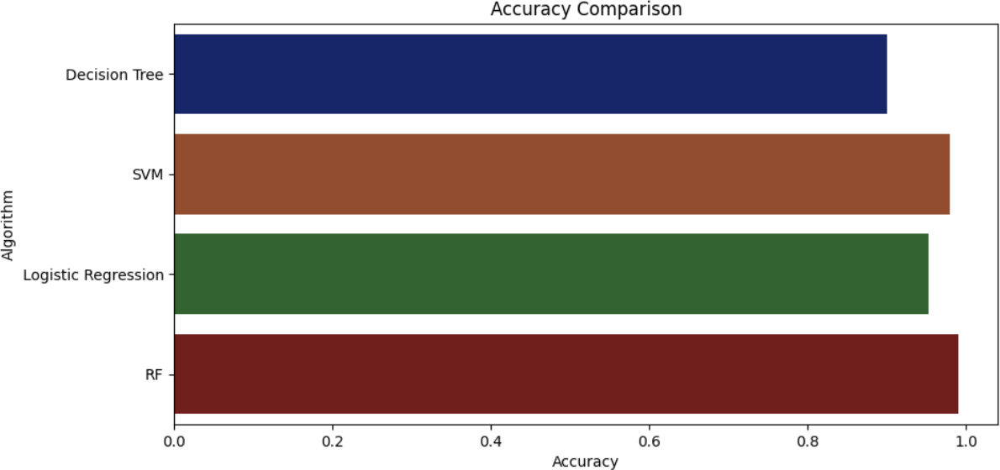 Accuracy Comparison
Decision Tree
SVM
Logistic Regression
RF
Algorithm
0.0 0.2 0.4 0.6 0.8 1.0
Accuracy